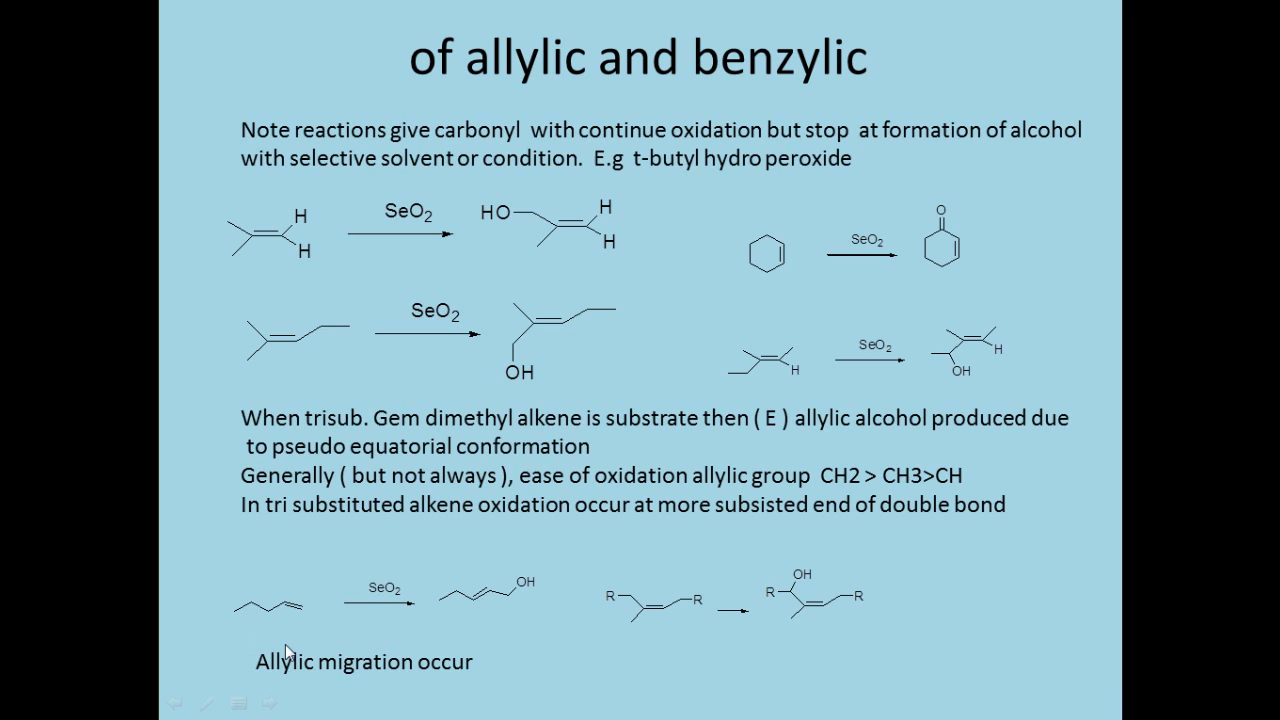 of allylic and benzylic
Note reactions give carbonyl with continue oxidation but stop at formation of alcohol
with selective solvent or condition. E.g t-butyl hydro peroxide
H
H
SeO2
HO
H
H
SeO2
O
SeO2
OH
H
SeO2
H
OH
When trisub. Gem dimethyl alkene is substrate then ( E ) allylic alcohol produced due
to pseudo equatorial conformation
Generally ( but not always ), ease of oxidation allylic group CH2 > CH3>CH
In tri substituted alkene oxidation occur at more subsisted end of double bond
SeO2
OH
R
R
OH
R
R
Allylic migration occur